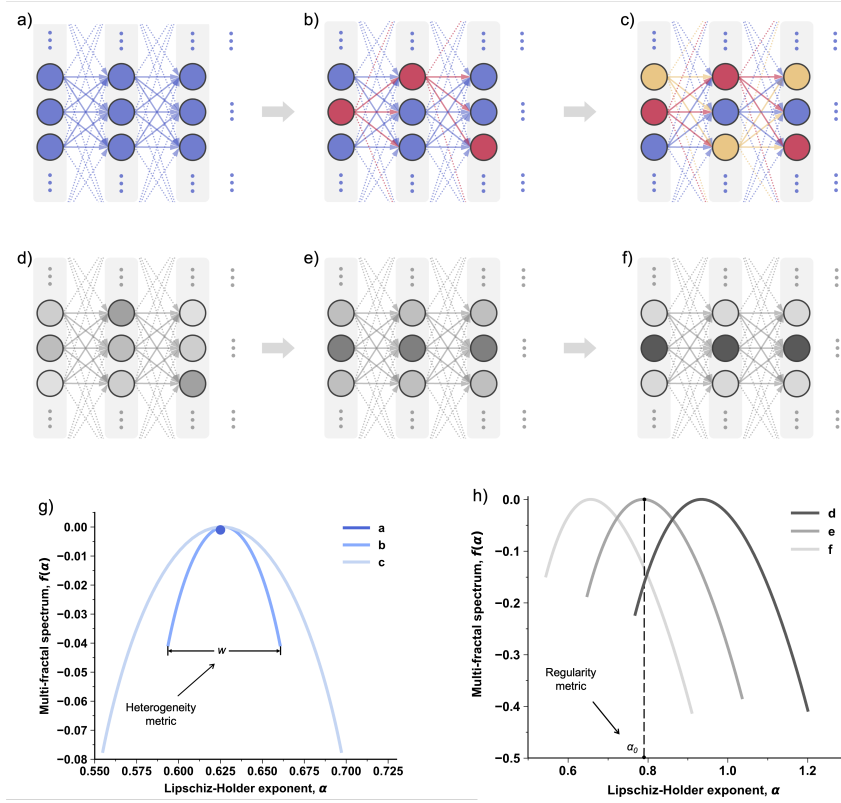 a)
b)
c)
d)
e)
f)
g)
0.00
−0.01
−0.02
−0.03
−0.04
−0.05
−0.06
−0.07
−0.08
Multi-fractal spectrum, f(α)
0.550
0.575
0.600
0.625
0.650
0.675
0.700
0.725
Lipschiz-Holder exponent, α
a
b
c
w
Heterogeneity
metric
h)
0.0
−0.1
−0.2
−0.3
−0.4
−0.5
Multi-fractal spectrum, f(α)
0.6
0.8
1.0
1.2
Lipschiz-Holder exponent, α
d
e
f
Regularity
metric
α0